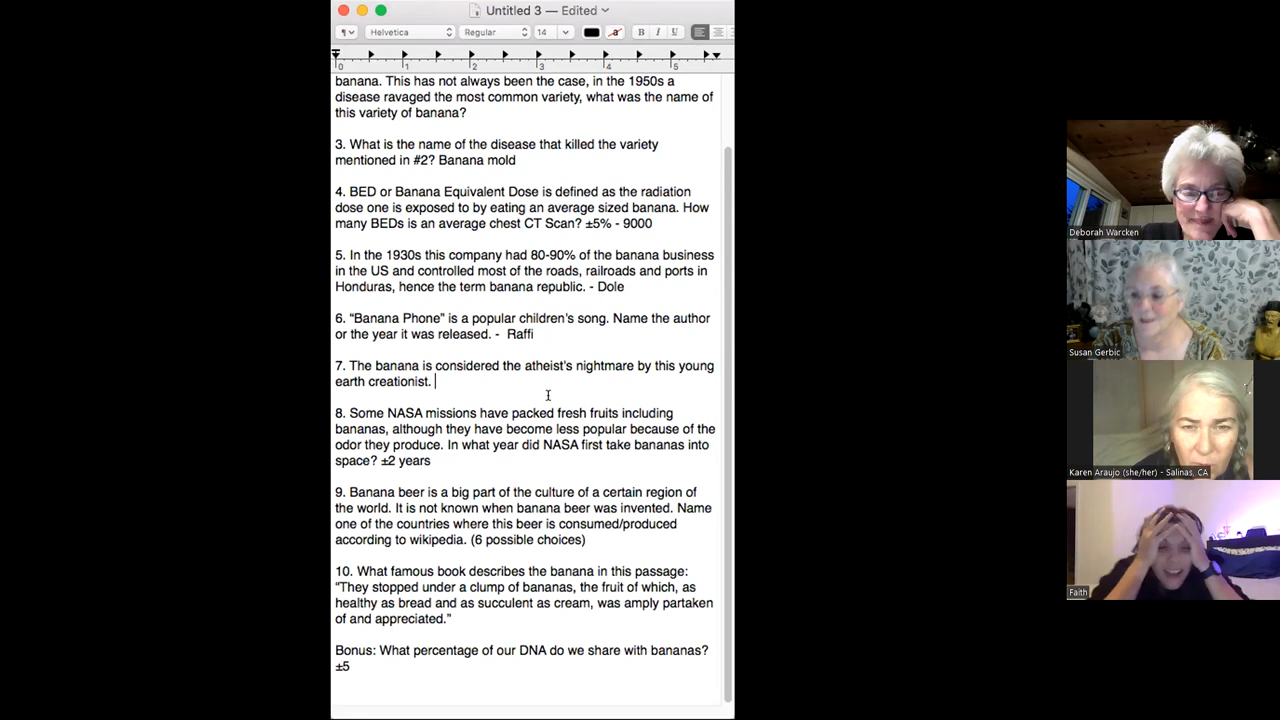 Untitled 3 — Edited
Helvetica Regular 14 a B I U
0 1 2 3 4 5
banana. This has not always been the case, in the 1950s a
disease ravaged the most common variety, what was the name of
this variety of banana?
3. What is the name of the disease that killed the variety
mentioned in #2? Banana mold
4. BED or Banana Equivalent Dose is defined as the radiation
dose one is exposed to by eating an average sized banana. How
many BEDs is an average chest CT Scan? ±5% - 9000
5. In the 1930s this company had 80-90% of the banana business
in the US and controlled most of the roads, railroads and ports in
Honduras, hence the term banana republic. - Dole
6. “Banana Phone” is a popular children’s song. Name the author
or the year it was released. - Raffi
7. The banana is considered the atheist’s nightmare by this young
earth creationist.
8. Some NASA missions have packed fresh fruits including
bananas, although they have become less popular because of the
odor they produce. In what year did NASA first take bananas into
space? ±2 years
9. Banana beer is a big part of the culture of a certain region of
the world. It is not known when banana beer was invented. Name
one of the countries where this beer is consumed/produced
according to wikipedia. (6 possible choices)
10. What famous book describes the banana in this passage:
“They stopped under a clump of bananas, the fruit of which, as
healthy as bread and as succulent as cream, was amply partaken
of and appreciated.”
Bonus: What percentage of our DNA do we share with bananas?
±5
Deborah Warcken
Susan Gerbic
Karen Araujo (she/her) - Salinas, CA
Faith